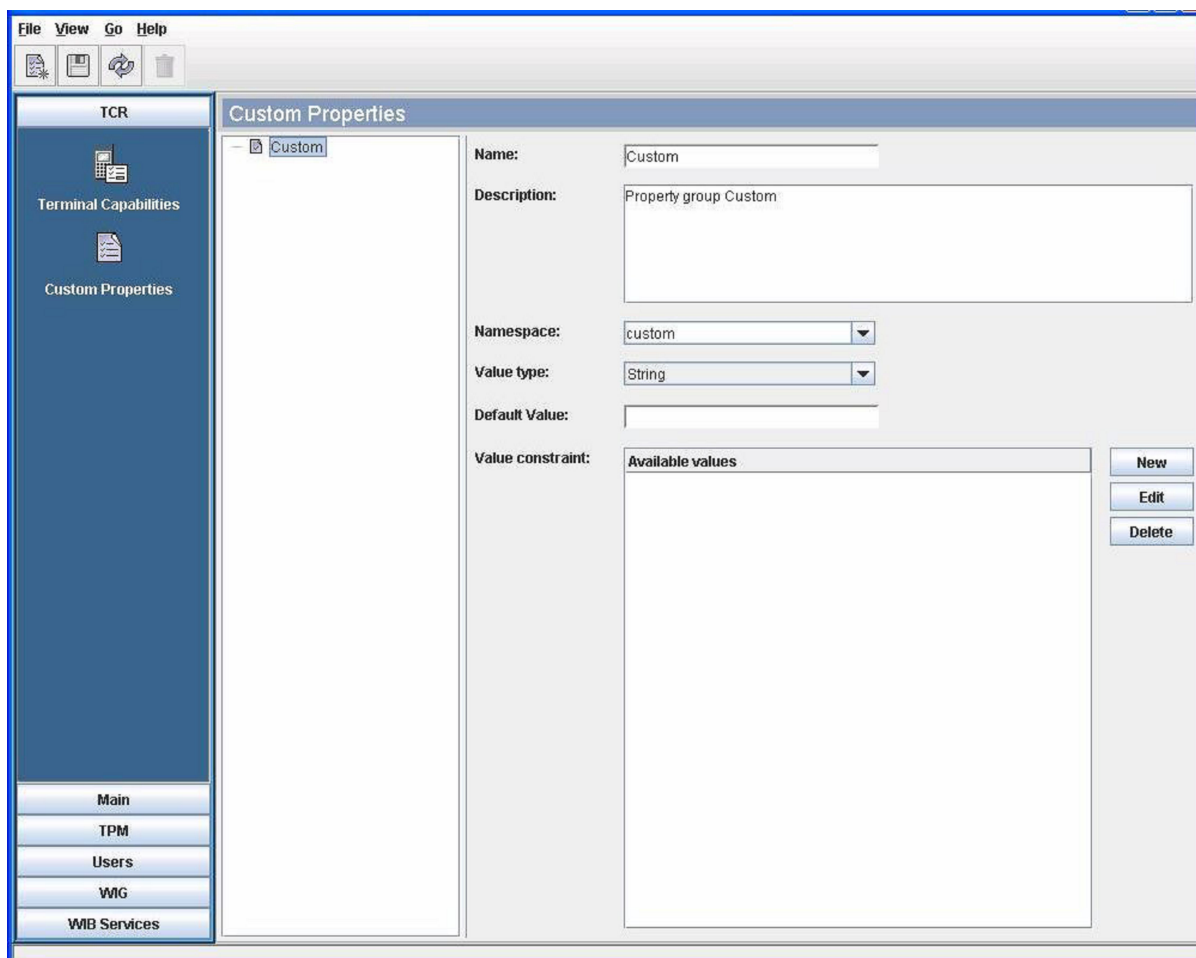 File View Go Help
TCR
Terminal Capabilities
Custom Properties
Main
TPM
Users
WIG
WIB Services
Custom Properties
Custom
Name: Custom
Description: Property group Custom
Namespace: custom
Value type: String
Default Value:
Value constraint: Available values
New
Edit
Delete